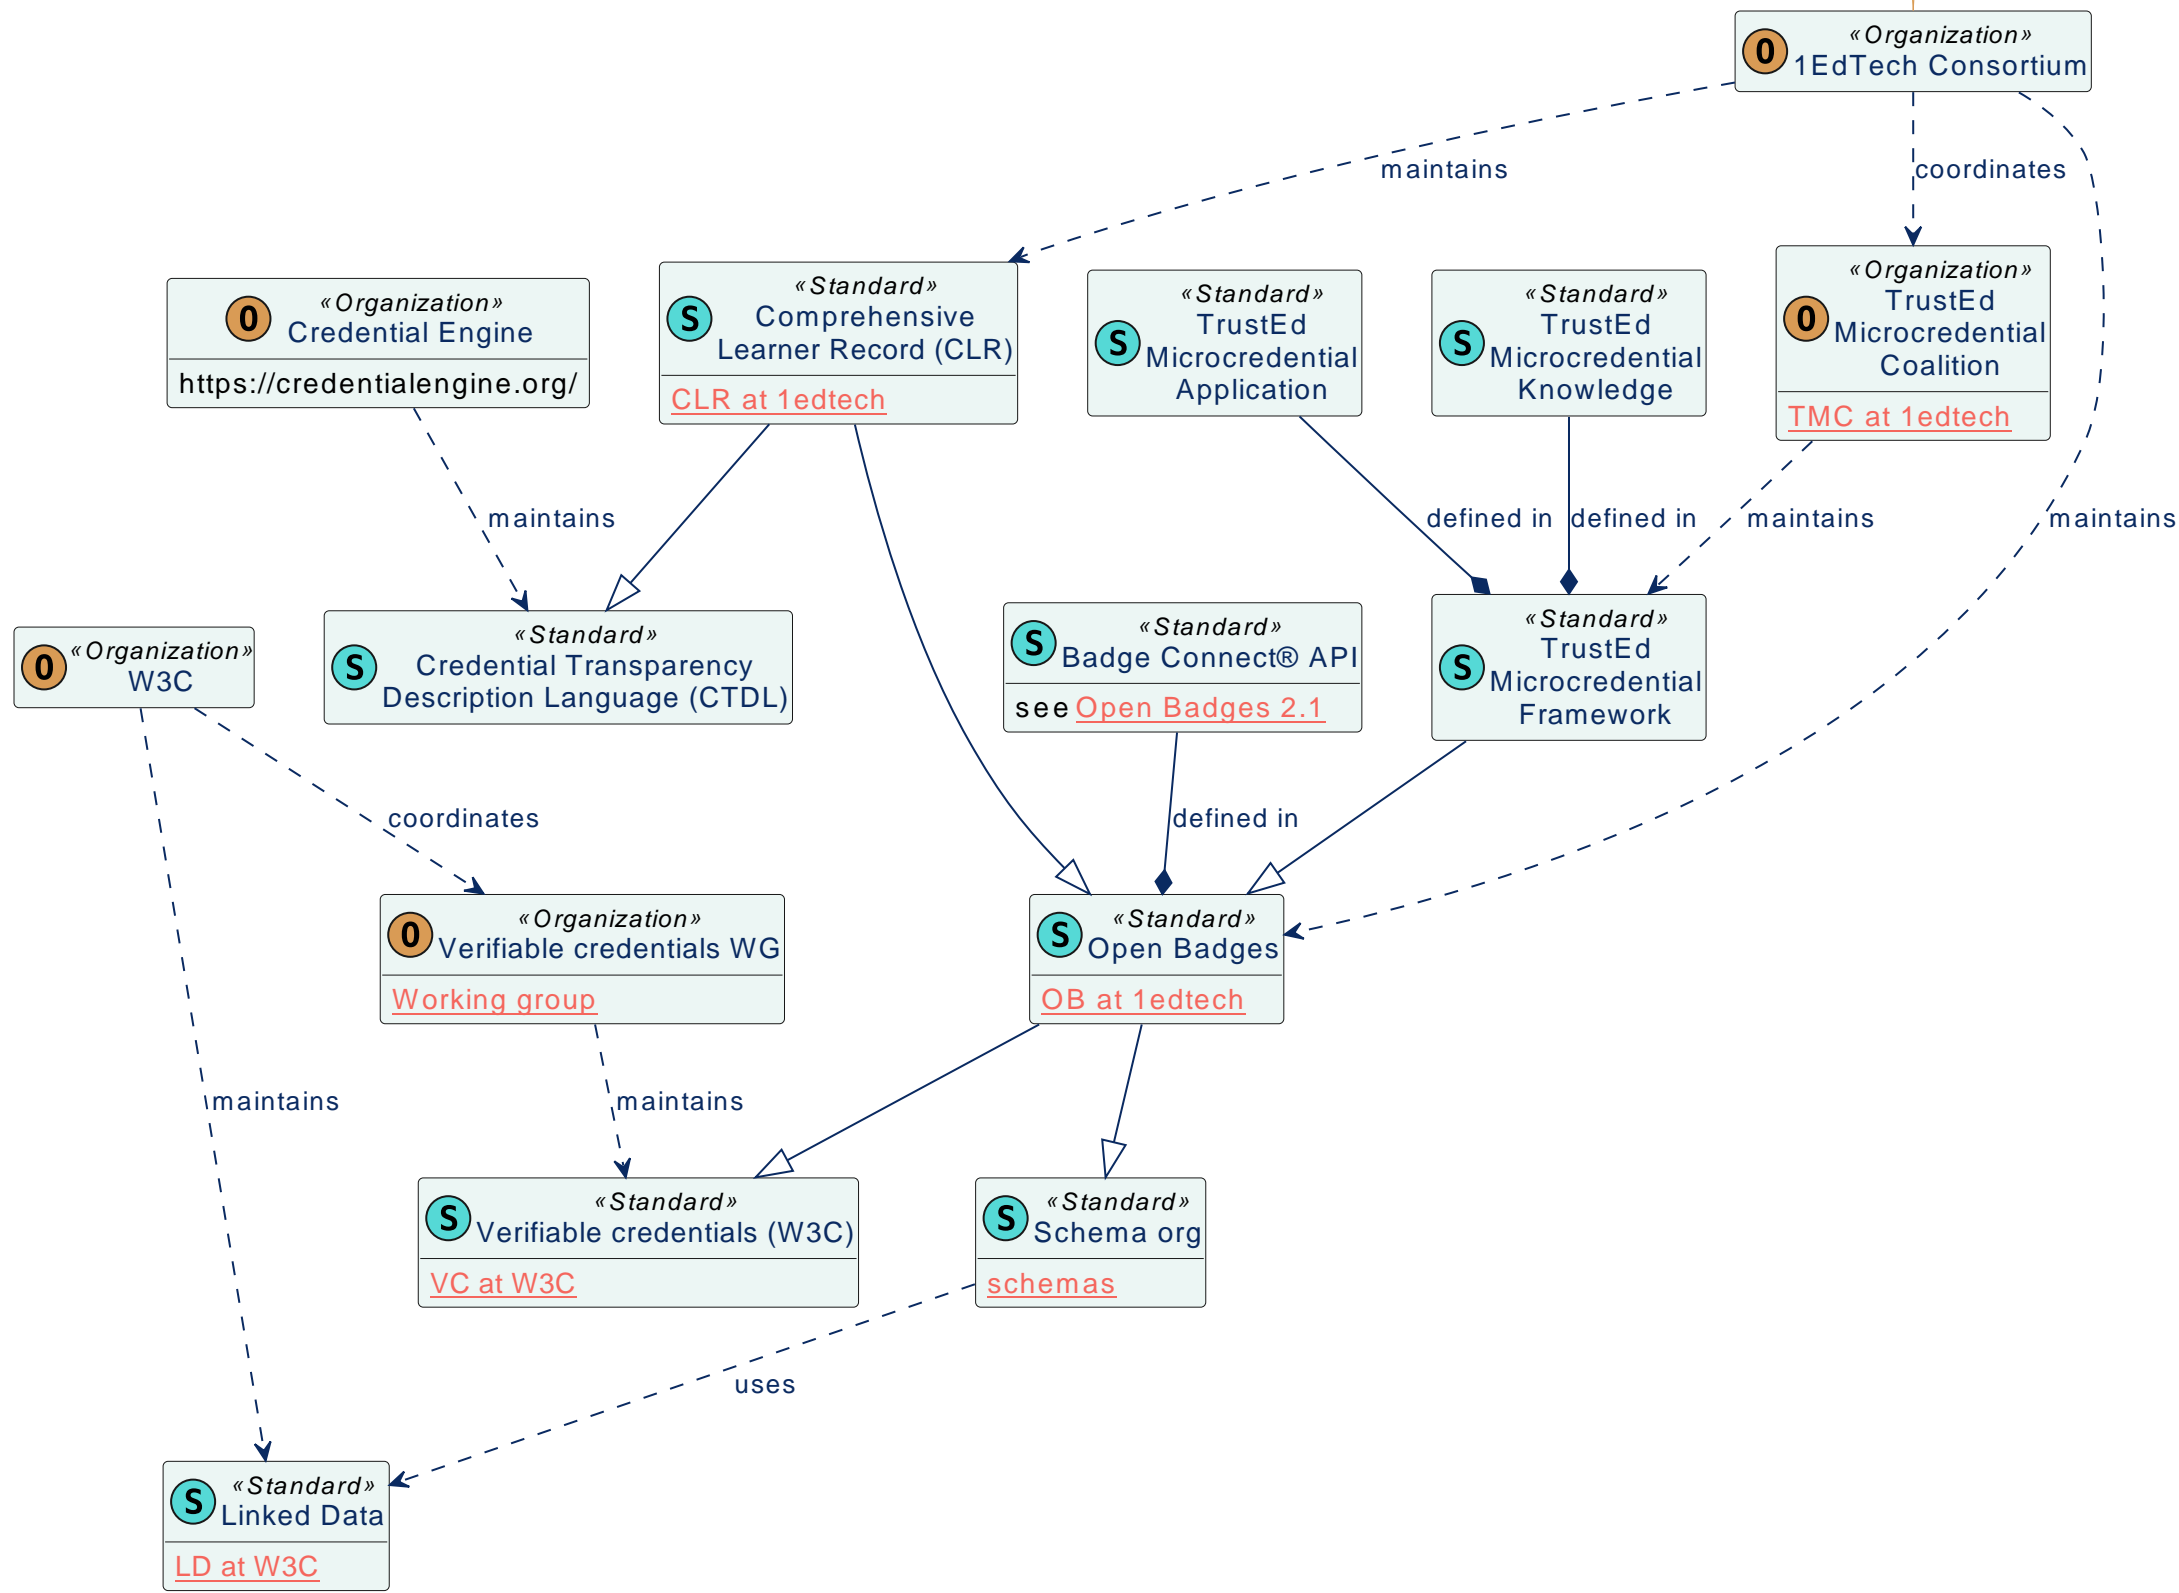 «Organization»
1EdTech Consortium
maintains
coordinates
«Organization»
Credential Engine
https://credentialengine.org/
«Standard»
Comprehensive
Learner Record (CLR)
CLR at 1edtech
«Standard»
TrustEd
Microcredential
Application
«Standard»
TrustEd
Microcredential
Knowledge
«Organization»
TrustEd
Microcredential
Coalition
TMC at 1edtech
maintains
defined in
defined in
maintains
maintains
«Organization»
W3C
«Standard»
Credential Transparency
Description Language (CTDL)
«Standard»
Badge Connect® API
see Open Badges 2.1
«Standard»
TrustEd
Microcredential
Framework
coordinates
defined in
«Organization»
Verifiable credentials WG
Working group
«Standard»
Open Badges
OB at 1edtech
maintains
maintains
«Standard»
Verifiable credentials (W3C)
VC at W3C
«Standard»
Schema org
schemas
uses
«Standard»
Linked Data
LD at W3C
S
S
S
S
S
S
S
S
S
S
O
O
O
O
O